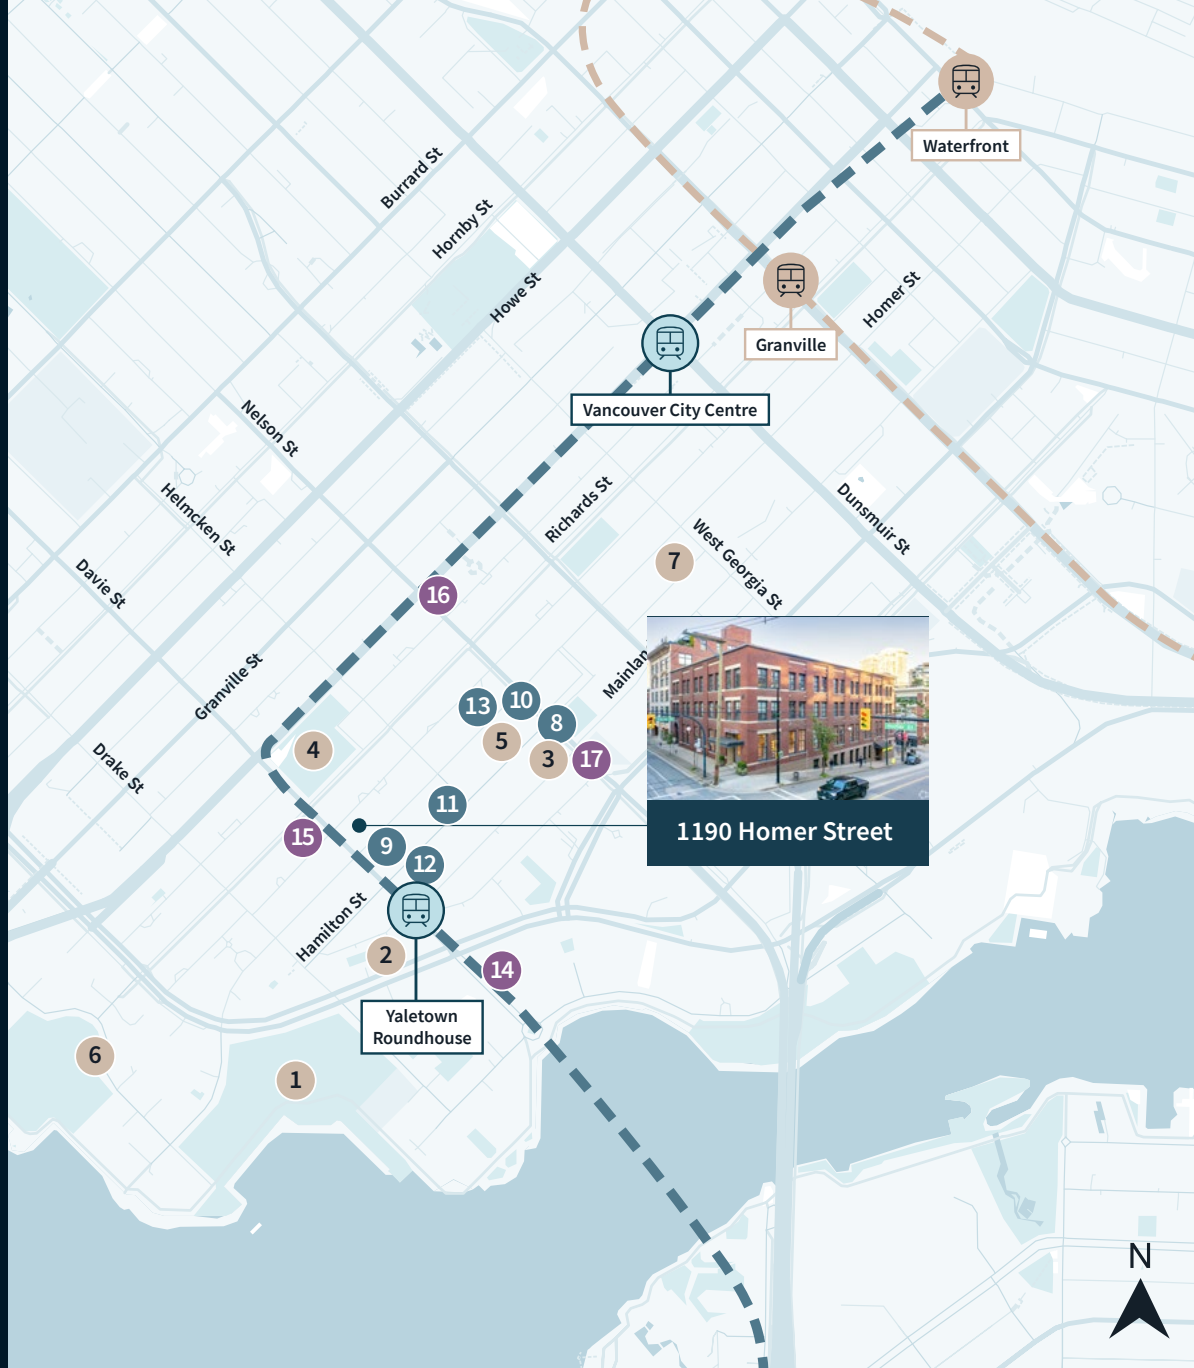 Waterfront
Burrard St
Hornby St
Howe St
Homer St
Granville
Vancouver City Centre
Nelson St
Helmcken St
Richards St
Dunsmuir St
West Georgia St
7
Davie St
16
Granville St
13
10
8
5
3
17
4
Drake St
11
15
9
12
1190 Homer Street
Hamilton St
2
14
Yaletown
Roundhouse
6
1
N